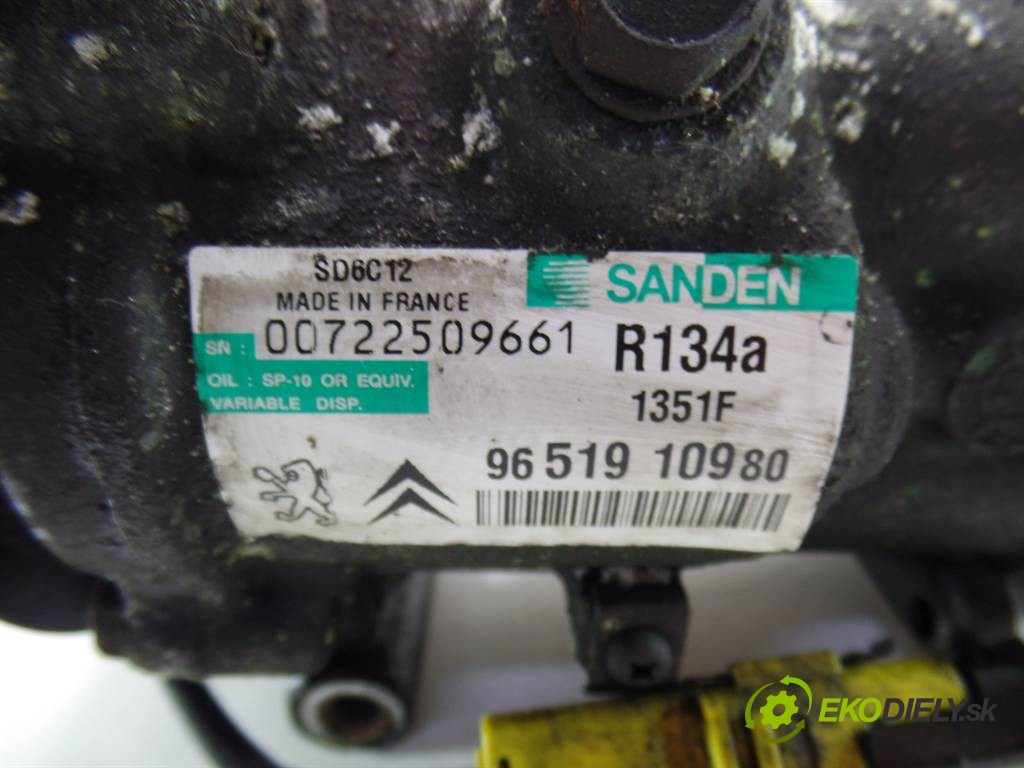 SD6C12
SANDEN
MADE IN FRANCE
SN : 00722509661
R134a
OIL : SP-10 OR EQUIV.
VARIABLE DISP.
1351F
96 519 109 80
EKODIELY.sk